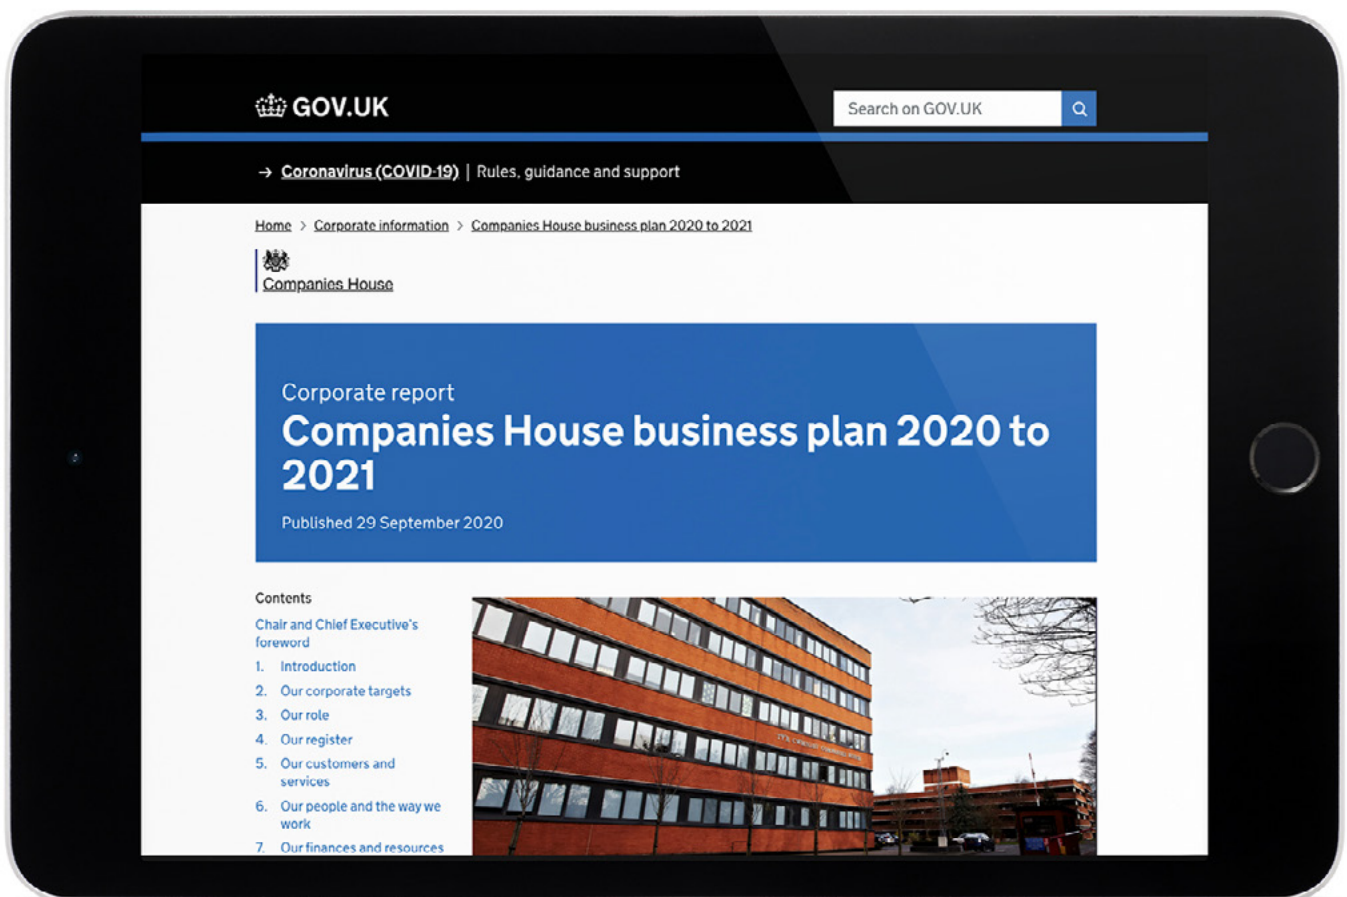 GOV.UK
Search on GOV.UK
→ Coronavirus (COVID-19) | Rules, guidance and support
Home > Corporate information > Companies House business plan 2020 to 2021
Companies House
Corporate report
Companies House business plan 2020 to
2021
Published 29 September 2020
Contents
Chair and Chief Executive's
foreword
1. Introduction
2. Our corporate targets
3. Our role
4. Our register
5. Our customers and
services
6. Our people and the way we
work
7. Our finances and resources